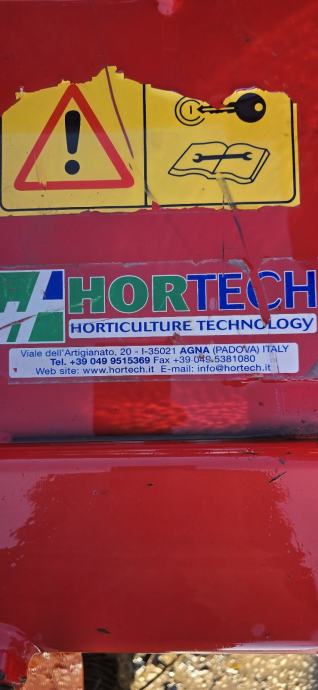 HORTECH
HORTICULTURE TECHNOLOGY
Viale dell'Artigianato, 20 - I-35021 AGNA (PADOVA) ITALY
Tel. +39 049 9515369 Fax +39 049 5381080
Web site: www.hortech.it E-mail: info@hortech.it